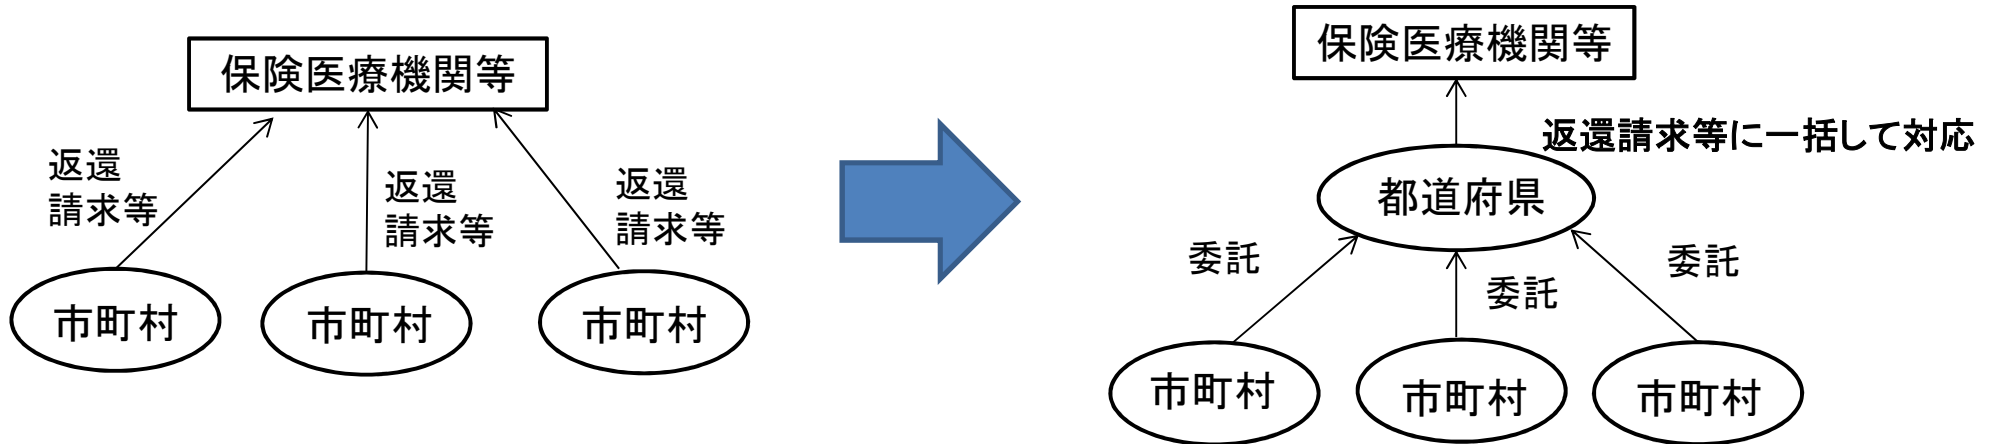 保険医療機関等
返還
請求等
返還
請求等
返還
請求等
市町村
市町村
市町村
保険医療機関等
返還請求等に一括して対応
都道府県
委託
委託
委託
市町村
市町村
市町村